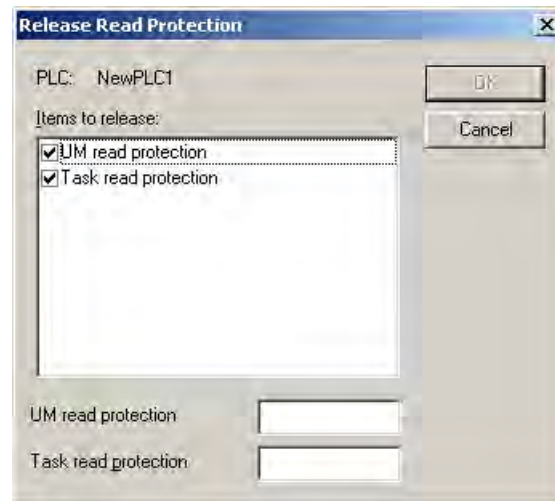 Release Read Protection
PLC: NewPLC1
OK
Items to release:
Cancel
UM read protection
Task read protection
UM read protection
Task read protection